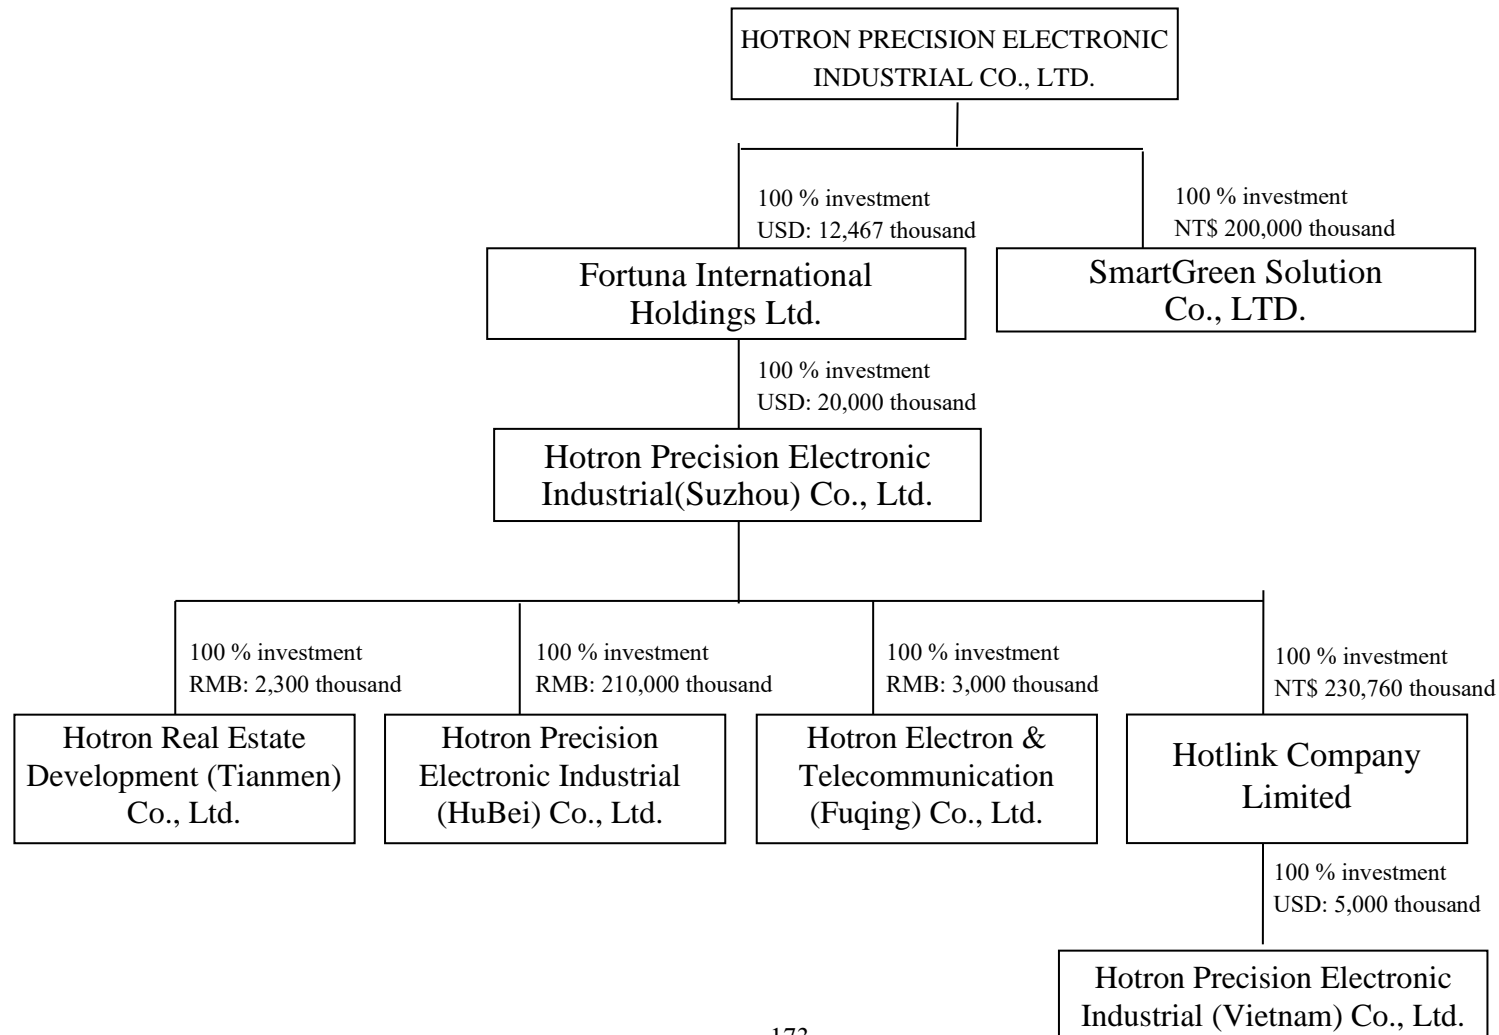 HOTRON PRECISION ELECTRONIC
INDUSTRIAL CO., LTD.
100 % investment
USD: 12,467 thousand
100 % investment
NT$ 200,000 thousand
Fortuna International
Holdings Ltd.
SmartGreen Solution
Co., LTD.
100 % investment
USD: 20,000 thousand
Hotron Precision Electronic
Industrial(Suzhou) Co., Ltd.
100 % investment
RMB: 2,300 thousand
100 % investment
RMB: 210,000 thousand
100 % investment
RMB: 3,000 thousand
100 % investment
NT$ 230,760 thousand
Hotron Real Estate
Development (Tianmen)
Co., Ltd.
Hotron Precision
Electronic Industrial
(HuBei) Co., Ltd.
Hotron Electron &
Telecommunication
(Fuqing) Co., Ltd.
Hotlink Company
Limited
100 % investment
USD: 5,000 thousand
Hotron Precision Electronic
Industrial (Vietnam) Co., Ltd.
173